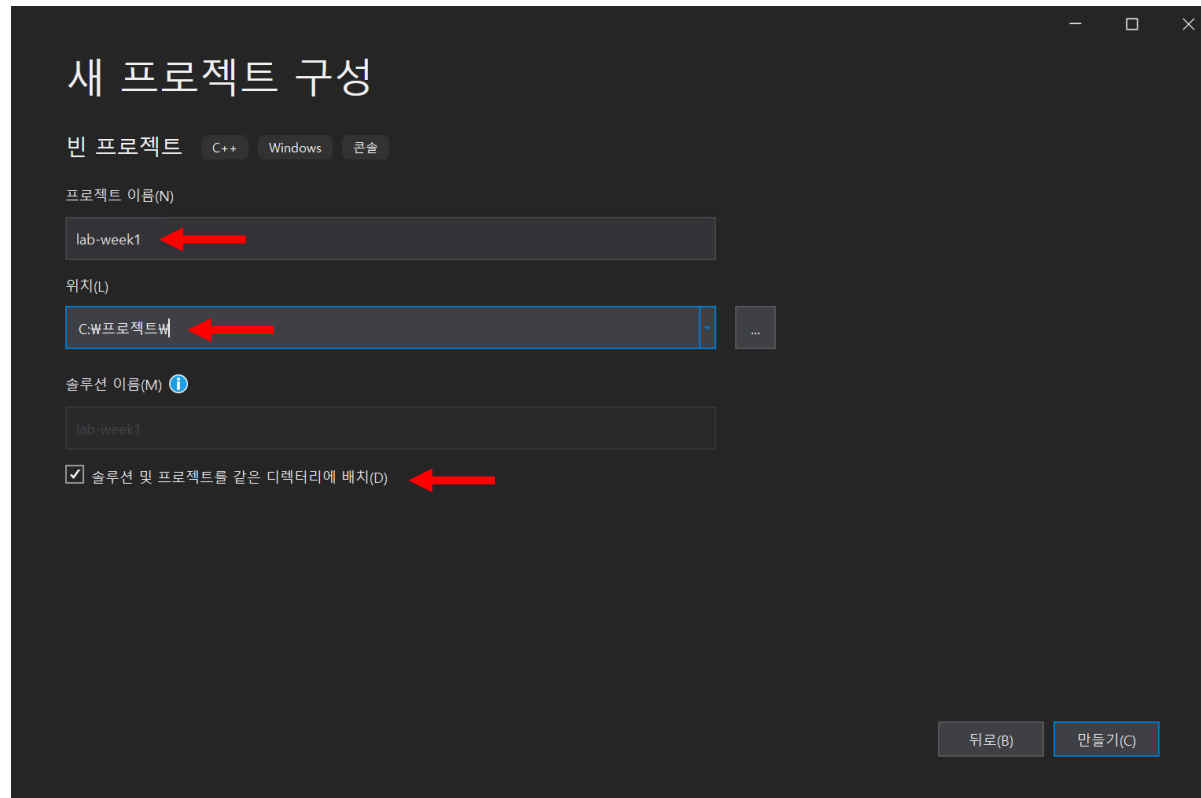 새 프로젝트 구성
빈 프로젝트 C++ Windows 콘솔
프로젝트 이름(N)
lab-week1
위치(L)
C:₩프로젝트₩
...
솔루션 이름(M)
lab-week1
솔루션 및 프로젝트를 같은 디렉터리에 배치(D)
뒤로(B) 만들기(C)